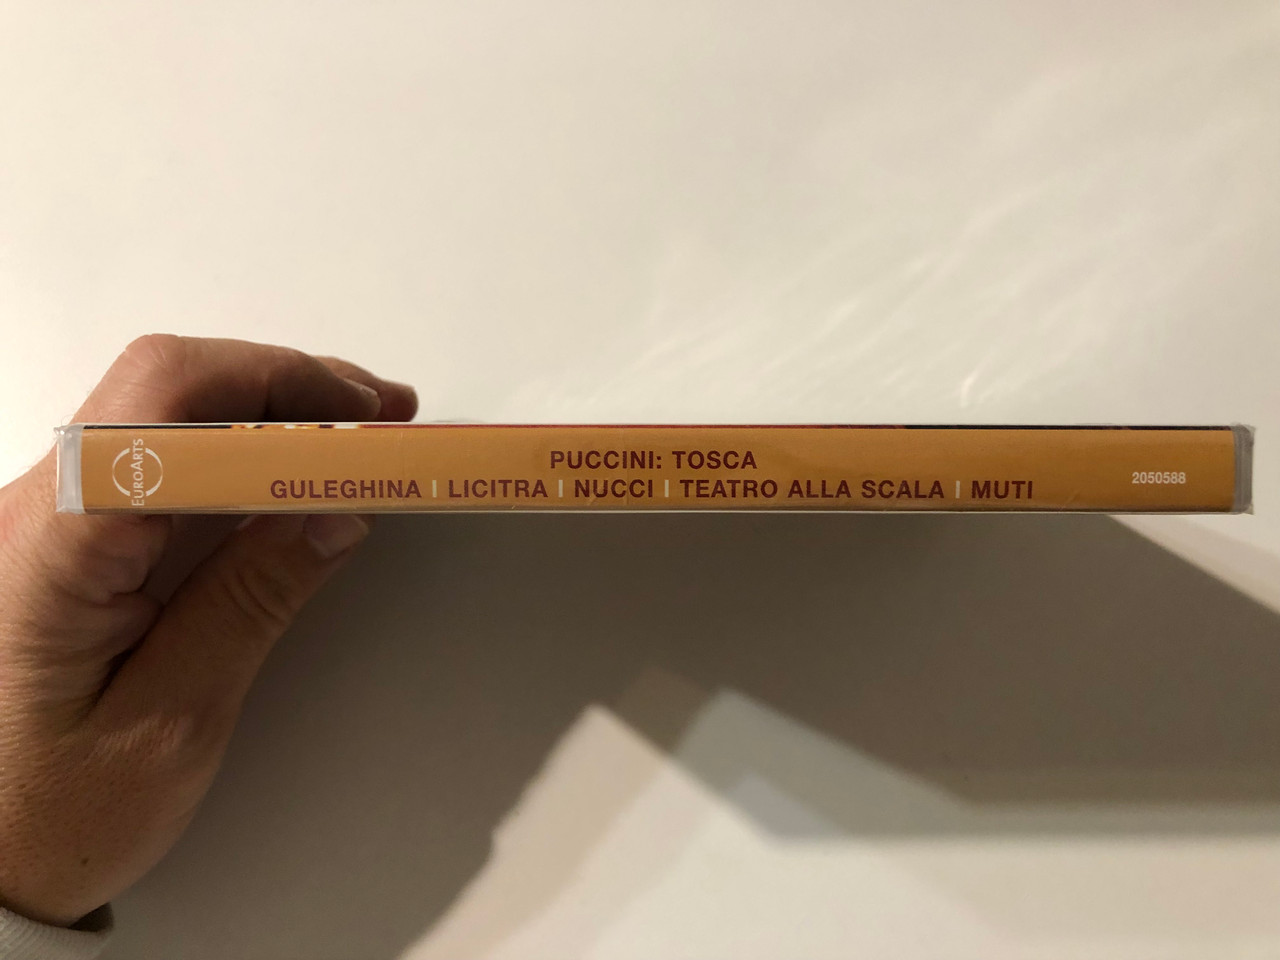 EUROARTS
PUCCINI: TOSCA
GULEGHINA | LICITRA | NUCCI | TEATRO ALLA SCALA | MUTI
2050588